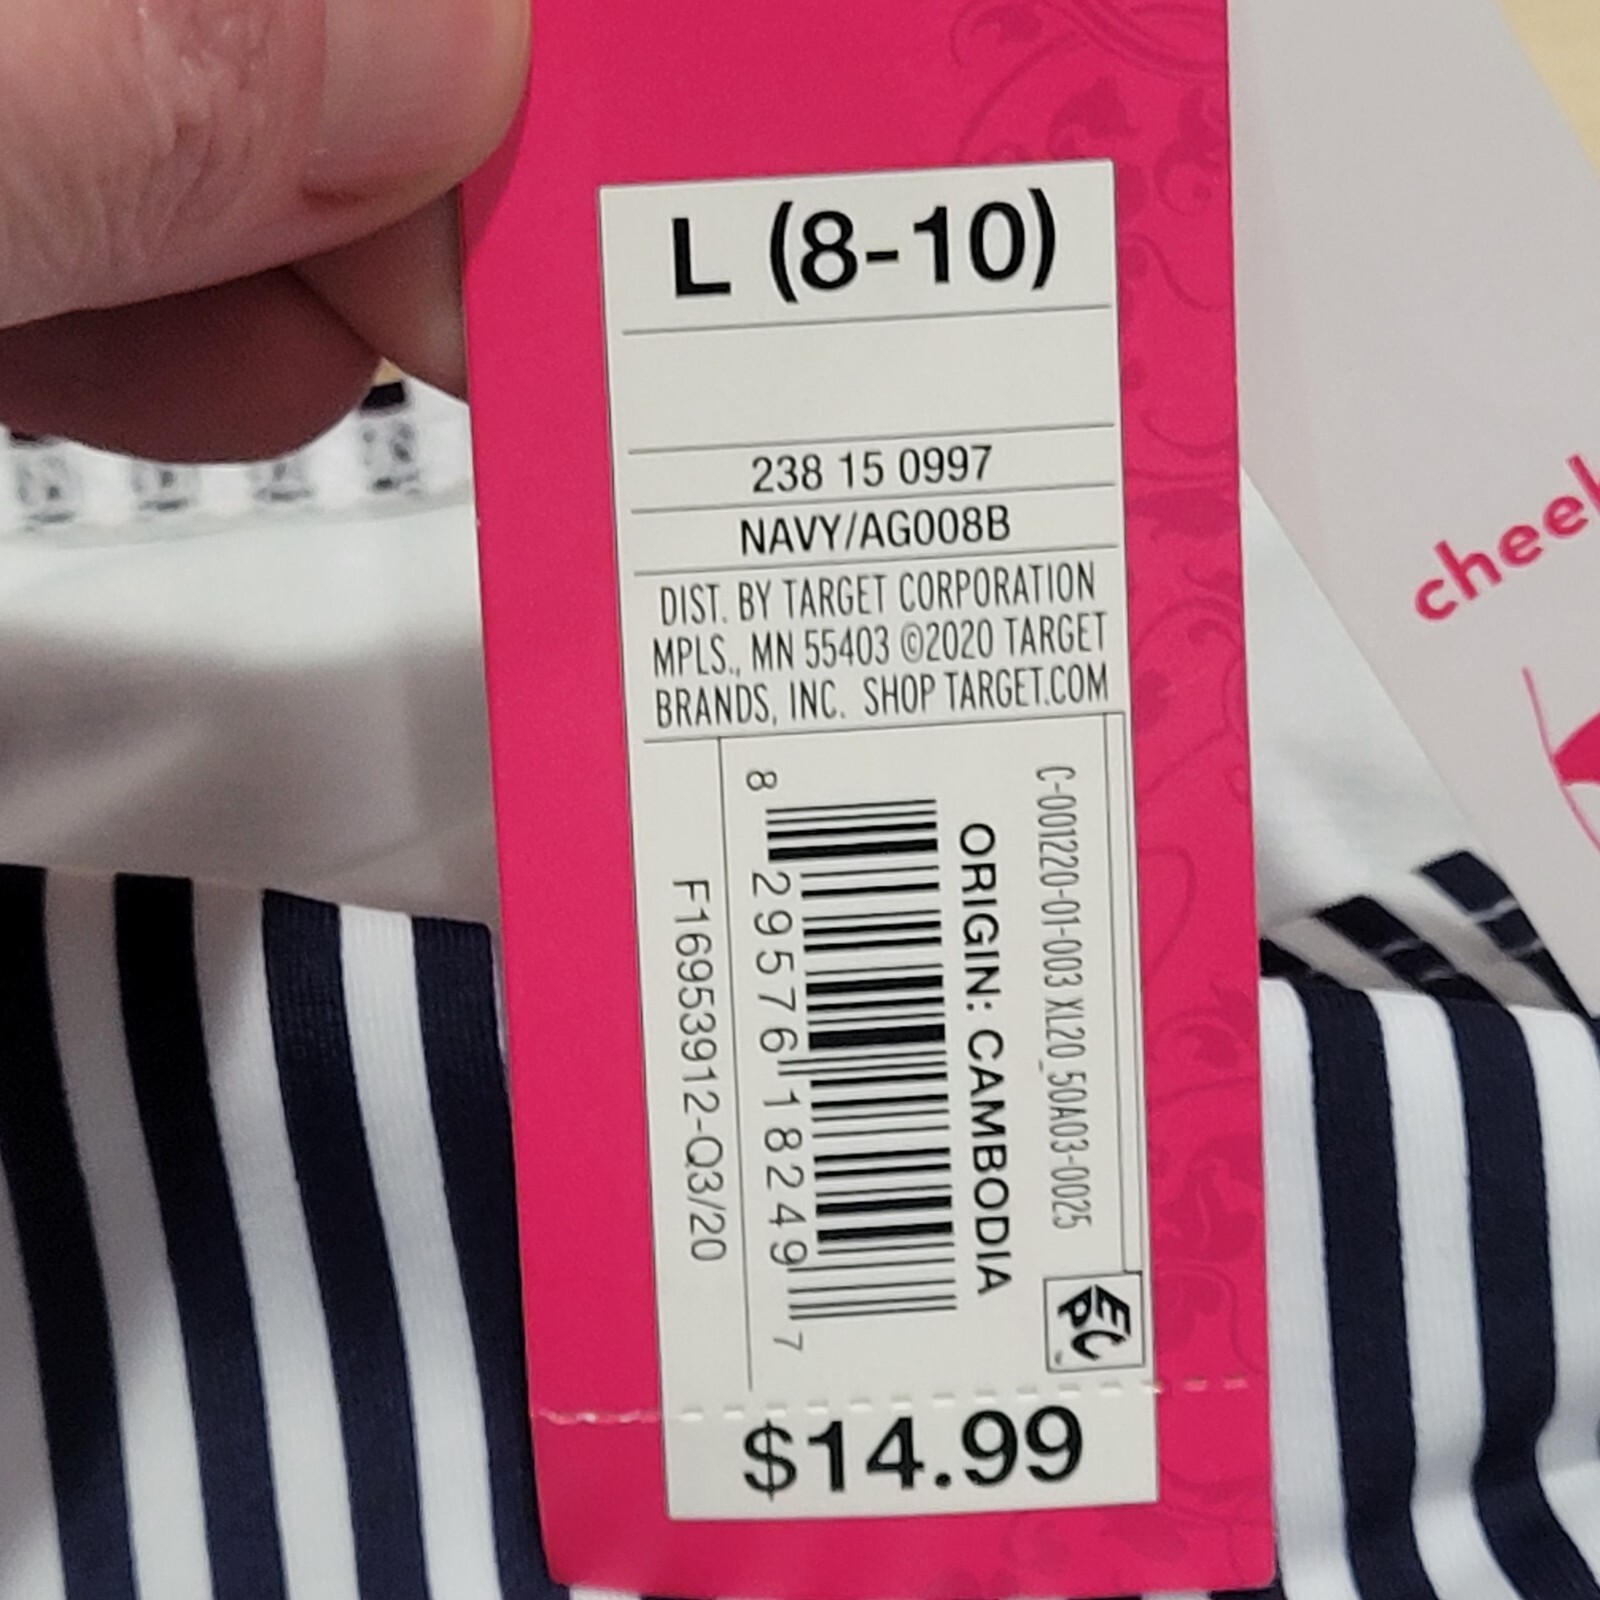 L (8-10)
238 15 0997
NAVY/AG008B
DIST. BY TARGET CORPORATION
MPLS., MN 55403 ©2020 TARGET
BRANDS, INC. SHOP TARGET.COM
C-001220-01-003 XL20_50A03-0025
ORIGIN: CAMBODIA
8 29576 18249 7
F16953912-Q3/20
EPC
$14.99